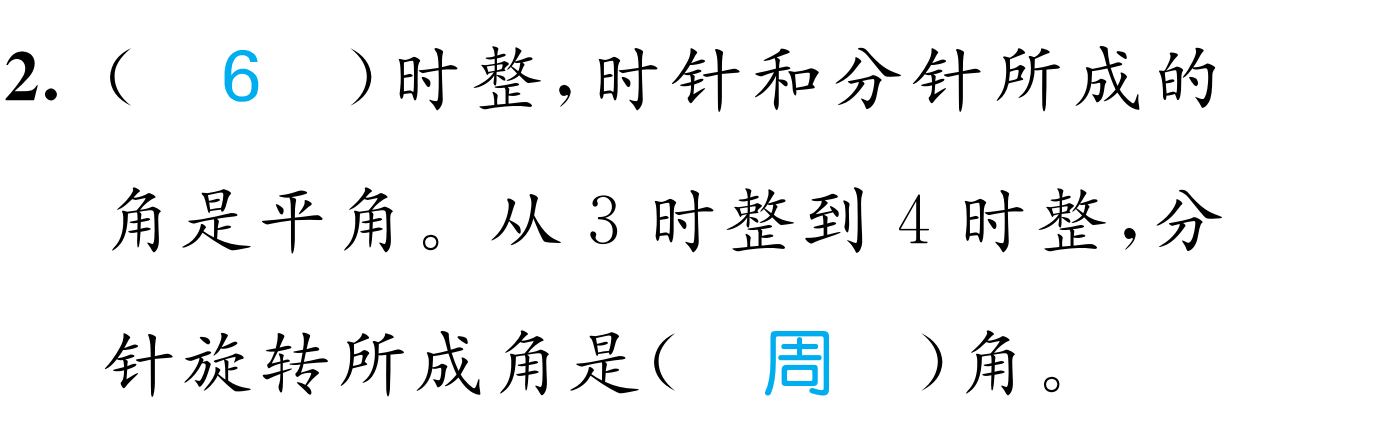 2.( 6 )时整,时针和分针所成的
角是平角。从 3 时整到 4 时整,分
针旋转所成角是( 周 )角。